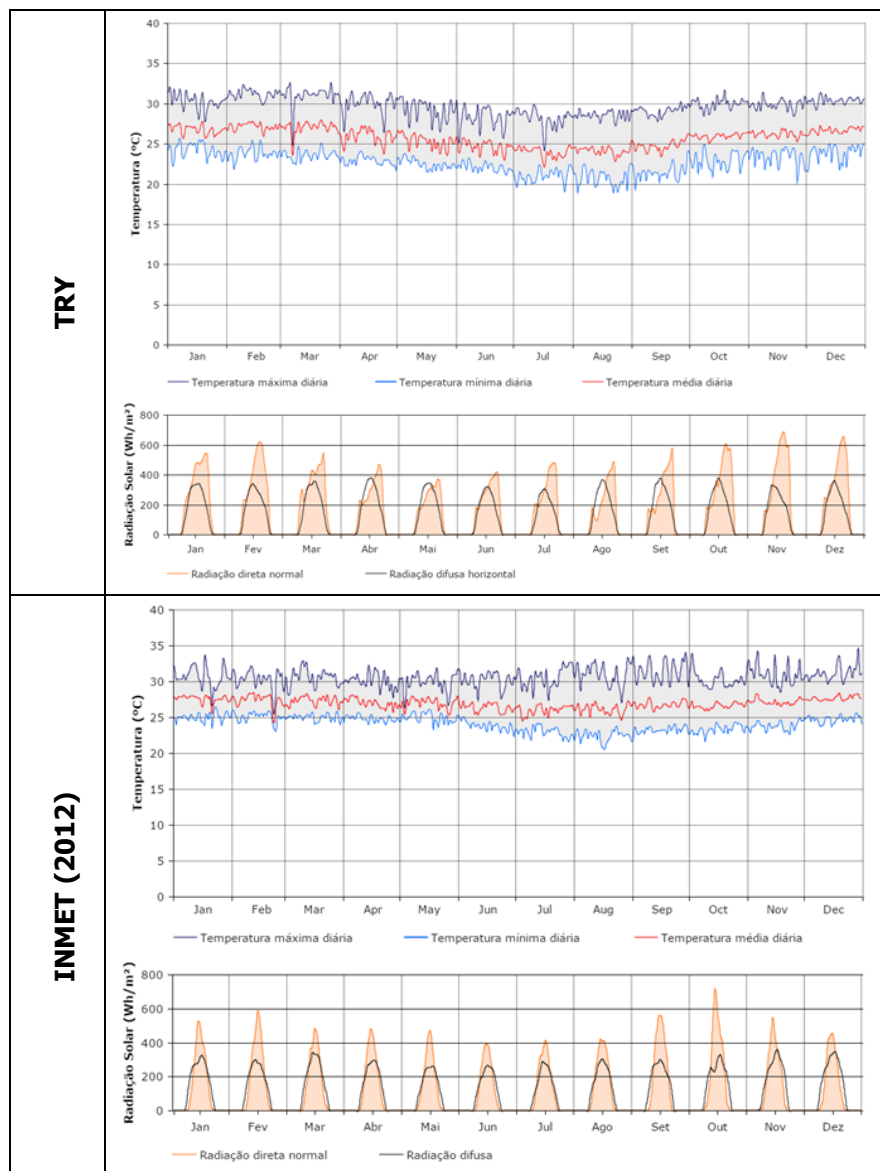 TRY
Temperatura (ºC)
40
35
30
25
20
15
10
5
0
Jan Feb Mar Apr May Jun Jul Aug Sep Oct Nov Dec
Temperatura máxima diária Temperatura mínima diária Temperatura média diária
Radiação Solar (Wh/m²)
800
600
400
200
0
Jan Fev Mar Abr Mai Jun Jul Ago Set Out Nov Dez
Radiação direta normal Radiação difusa horizontal
INMET (2012)
Temperatura (ºC)
40
35
30
25
20
15
10
5
0
Jan Feb Mar Apr May Jun Jul Aug Sep Oct Nov Dec
Temperatura máxima diária Temperatura mínima diária Temperatura média diária
Radiação Solar (Wh/m²)
800
600
400
200
0
Jan Fev Mar Abr Mai Jun Jul Ago Set Out Nov Dez
Radiação direta normal Radiação difusa